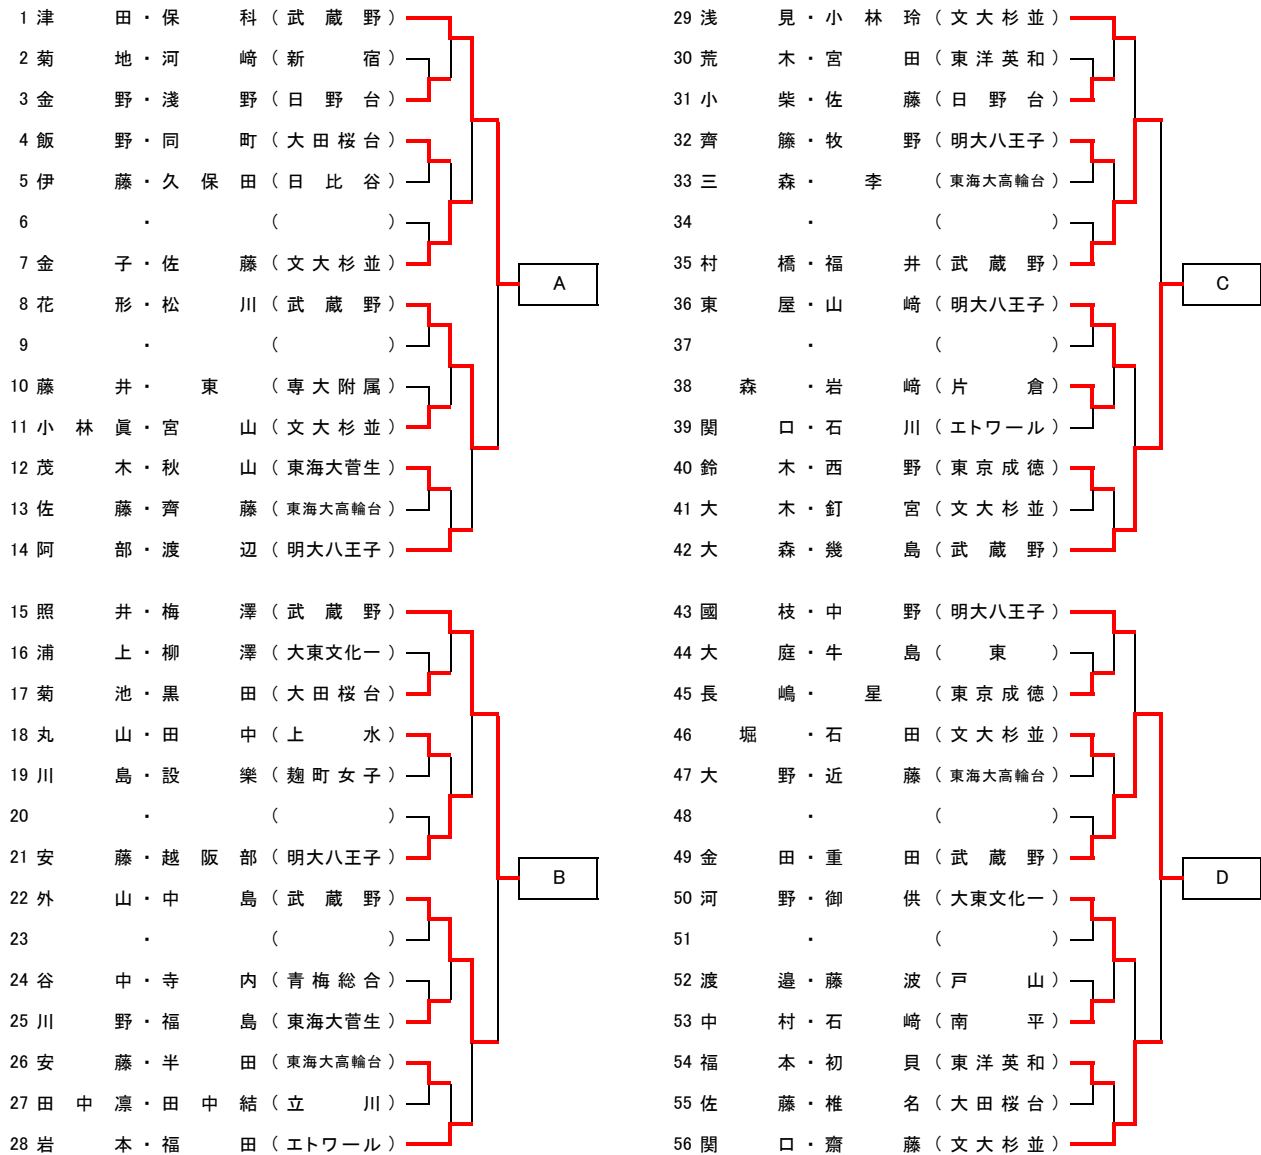 1 津田・保科（武蔵野）
2 菊地・河﨑（新宿）
3 金野・淺野（日野台）
4 飯野・同町（大田桜台）
5 伊藤・久保田（日比谷）
6 ・（ ）
7 金子・佐藤（文大杉並）
A
8 花形・松川（武蔵野）
9 ・（ ）
10 藤井・東（専大附属）
11 小林眞・宮山（文大杉並）
12 茂木・秋山（東海大菅生）
13 佐藤・齊藤（東海大高輪台）
14 阿部・渡辺（明大八王子）
15 照井・梅澤（武蔵野）
16 浦上・柳澤（大東文化一）
17 菊池・黒田（大田桜台）
18 丸山・田中（上水）
19 川島・設樂（麹町女子）
20 ・（ ）
21 安藤・越阪部（明大八王子）
B
22 外山・中島（武蔵野）
23 ・（ ）
24 谷中・寺内（青梅総合）
25 川野・福島（東海大菅生）
26 安藤・半田（東海大高輪台）
27 田中凛・田中結（立川）
28 岩本・福田（エトワール）
29 浅見・小林玲（文大杉並）
30 荒木・宮田（東洋英和）
31 小柴・佐藤（日野台）
32 齊籐・牧野（明大八王子）
33 三森・李（東海大高輪台）
34 ・（ ）
35 村橋・福井（武蔵野）
C
36 東屋・山﨑（明大八王子）
37 ・（ ）
38 森・岩﨑（片倉）
39 関口・石川（エトワール）
40 鈴木・西野（東京成徳）
41 大木・釘宮（文大杉並）
42 大森・幾島（武蔵野）
43 國枝・中野（明大八王子）
44 大庭・牛島（東）
45 長嶋・星（東京成徳）
46 堀・石田（文大杉並）
47 大野・近藤（東海大高輪台）
48 ・（ ）
49 金田・重田（武蔵野）
D
50 河野・御供（大東文化一）
51 ・（ ）
52 渡邉・藤波（戸山）
53 中村・石﨑（南平）
54 福本・初貝（東洋英和）
55 佐藤・椎名（大田桜台）
56 関口・齋藤（文大杉並）